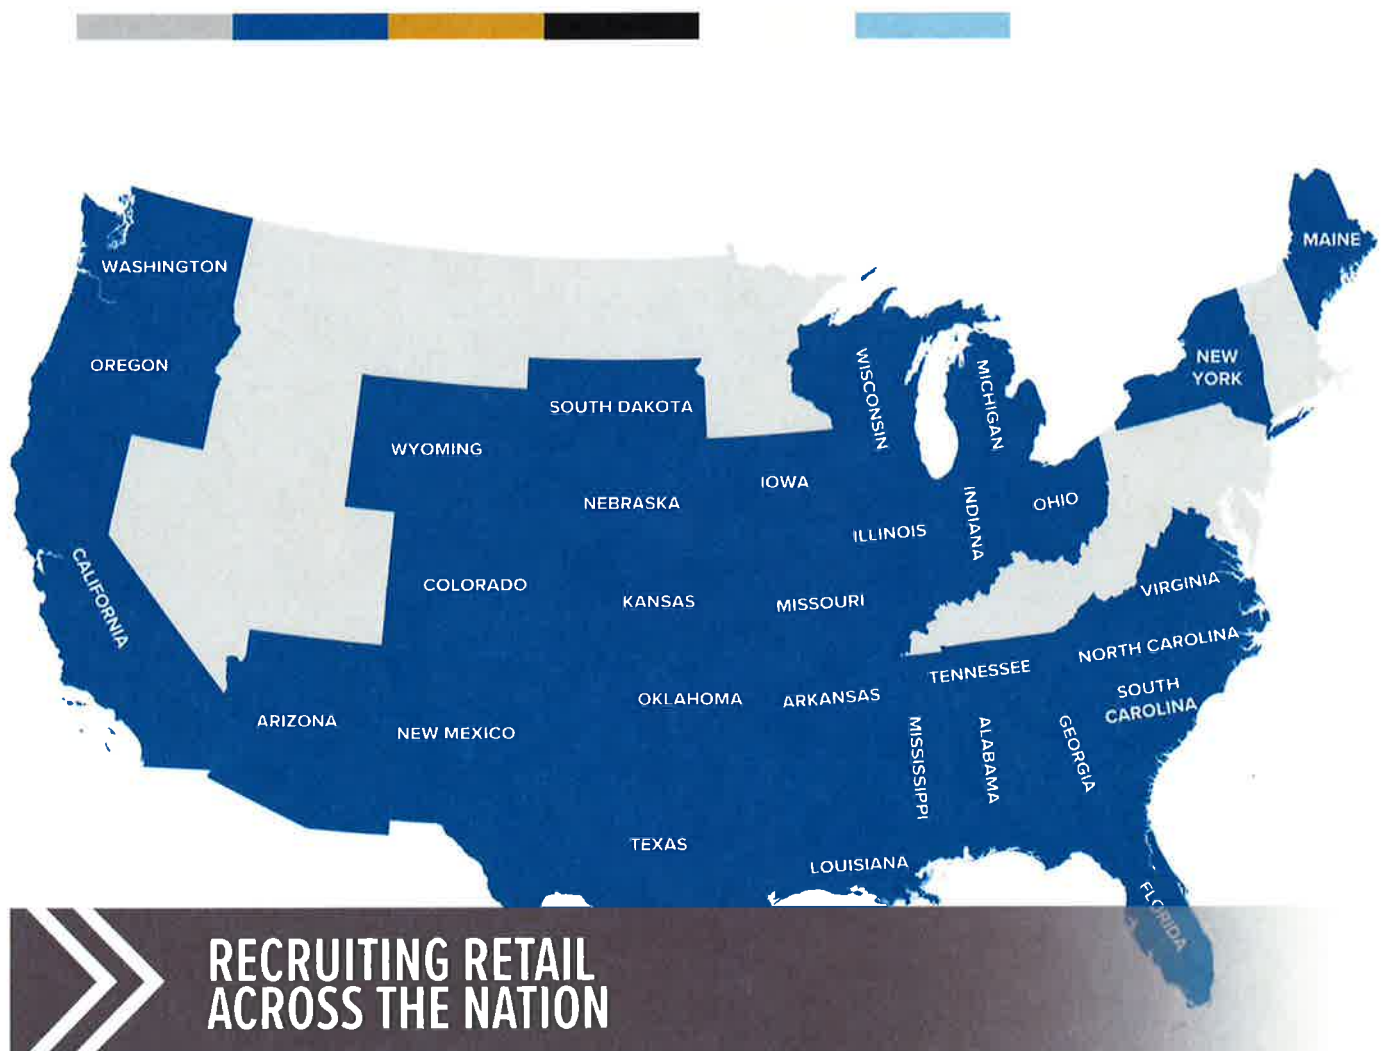 MAINE
WASHINGTON
OREGON
NEW
YORK
WISCONSIN
MICHIGAN
SOUTH DAKOTA
WYOMING
IOWA
NEBRASKA
OHIO
INDIANA
ILLINOIS
CALIFORNIA
COLORADO
KANSAS
MISSOURI
VIRGINIA
NORTH CAROLINA
TENNESSEE
SOUTH
CAROLINA
OKLAHOMA
ARKANSAS
ARIZONA
NEW MEXICO
MISSISSIPPI
ALABAMA
GEORGIA
TEXAS
LOUISIANA
FLORIDA
RECRUITING RETAIL
ACROSS THE NATION